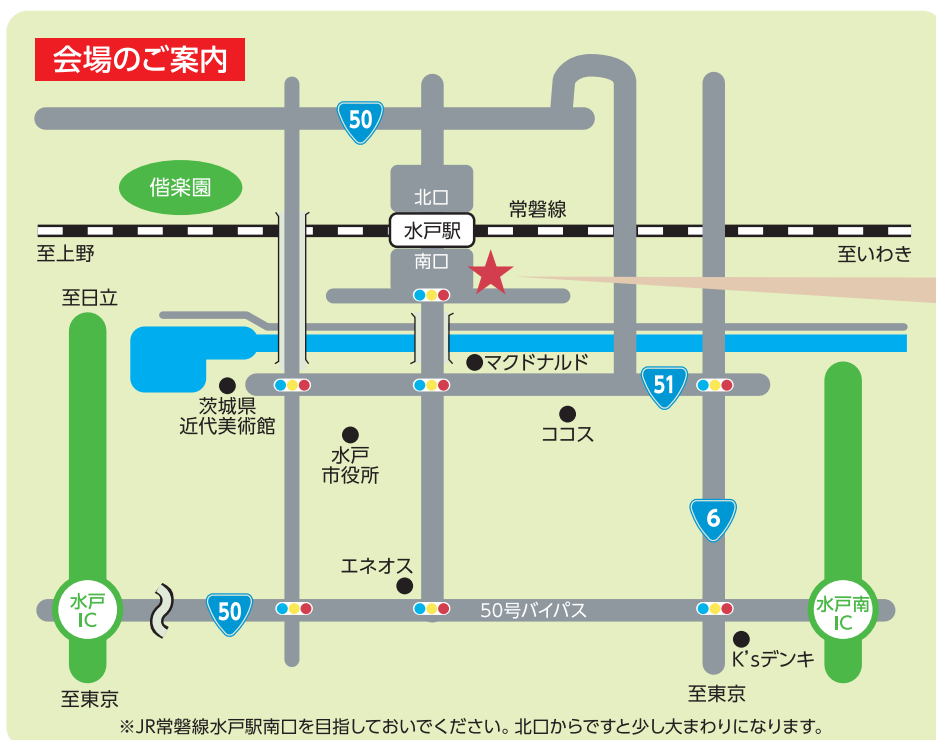 会場のご案内
50
偕楽園
北口
常磐線
水戸駅
至上野
南口
至いわき
至日立
マクドナルド
51
茨城県
近代美術館
ココス
水戸
市役所
6
エネオス
水戸
IC
50
50号バイパス
水戸南
IC
K'sデンキ
至東京
至東京
※JR常磐線水戸駅南口を目指しておいでください。北口からですと少し大まわりになります。